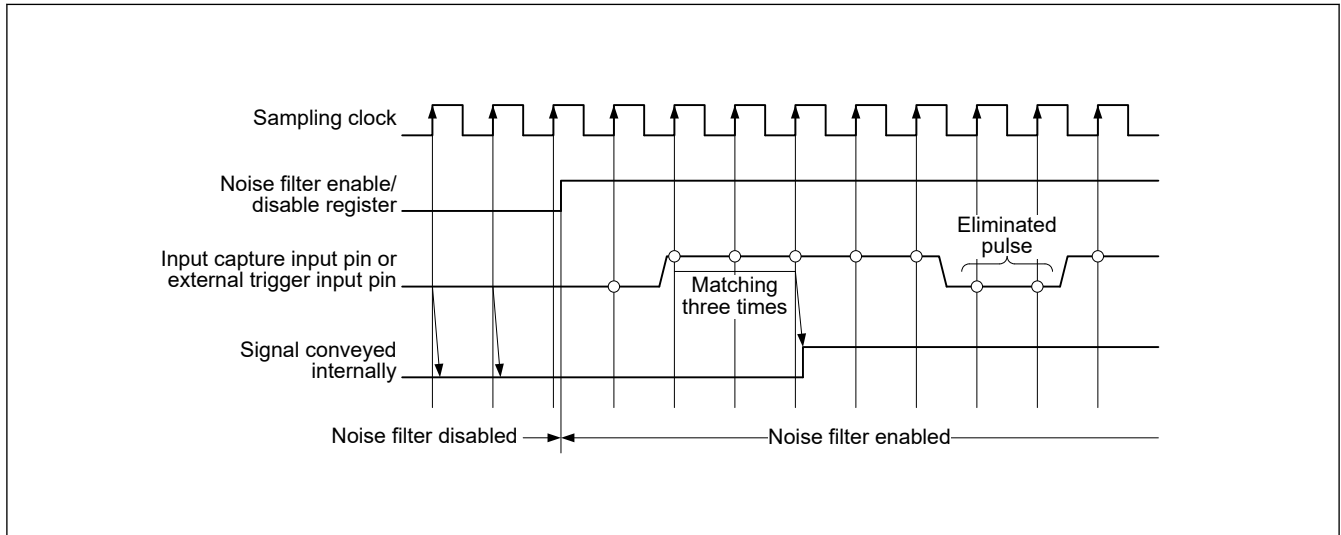 Sampling clock
Noise filter enable/
disable register
Eliminated
pulse
Input capture input pin or
external trigger input pin
Matching
three times
Signal conveyed
internally
Noise filter disabled
Noise filter enabled